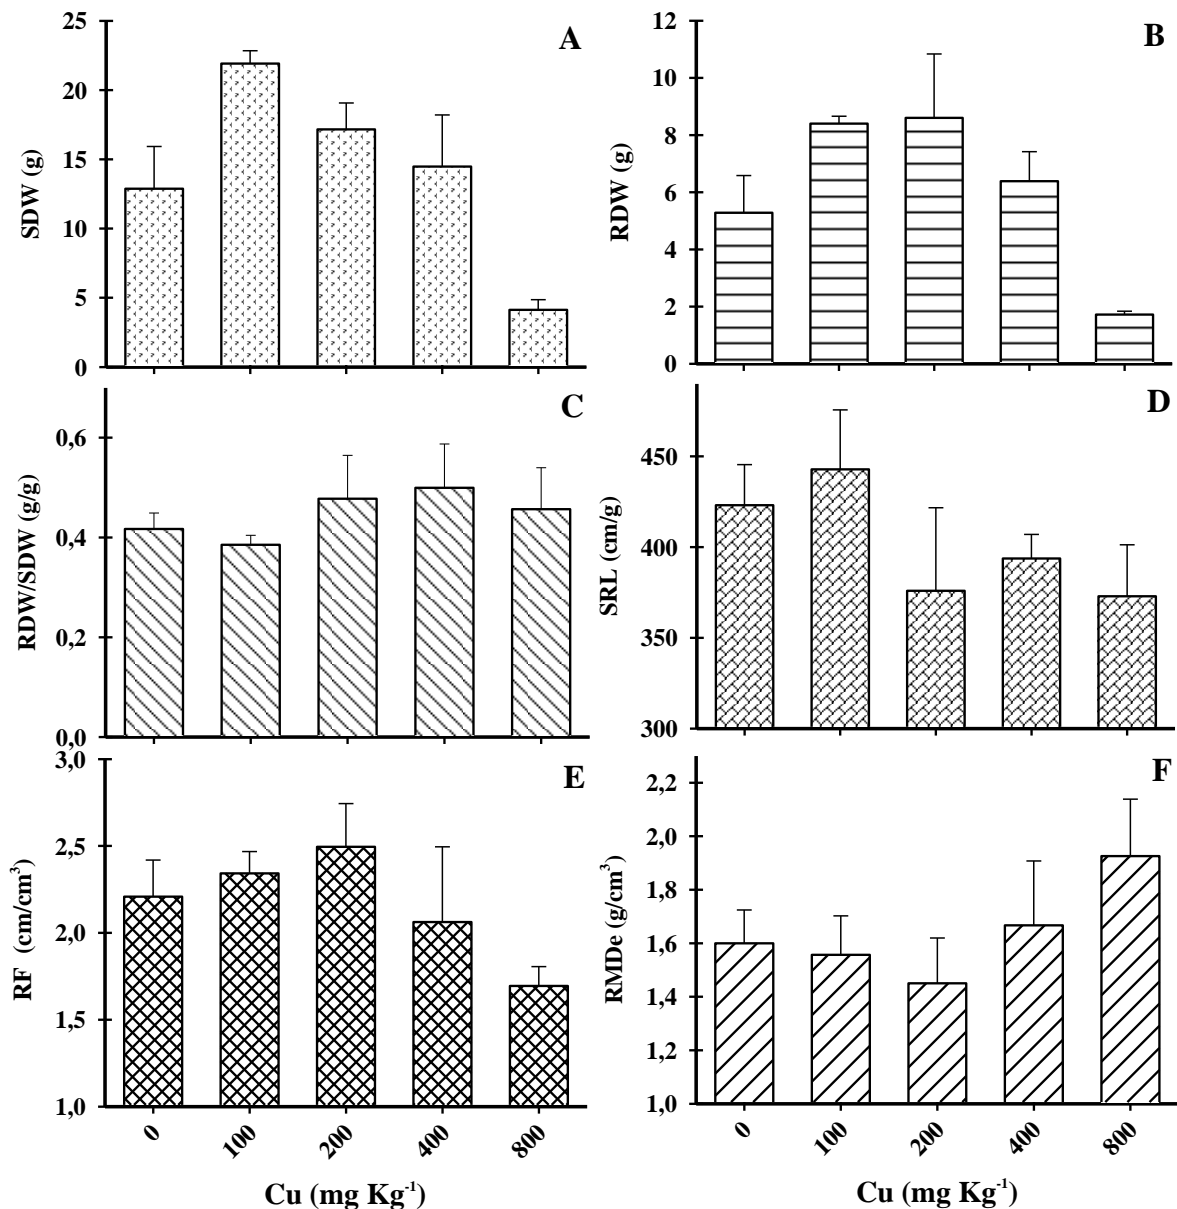 A
SDW (g)
25
20
15
10
5
0
B
RDW (g)
12
10
8
6
4
2
0
C
RDW/SDW (g/g)
0,6
0,4
0,2
0,0
D
SRL (cm/g)
450
400
350
300
E
RF (cm/cm³)
3,0
2,5
2,0
1,5
1,0
0 100 200 400 800
Cu (mg Kg⁻¹)
F
RMDe (g/cm³)
2,2
2,0
1,8
1,6
1,4
1,2
1,0
0 100 200 400 800
Cu (mg Kg⁻¹)